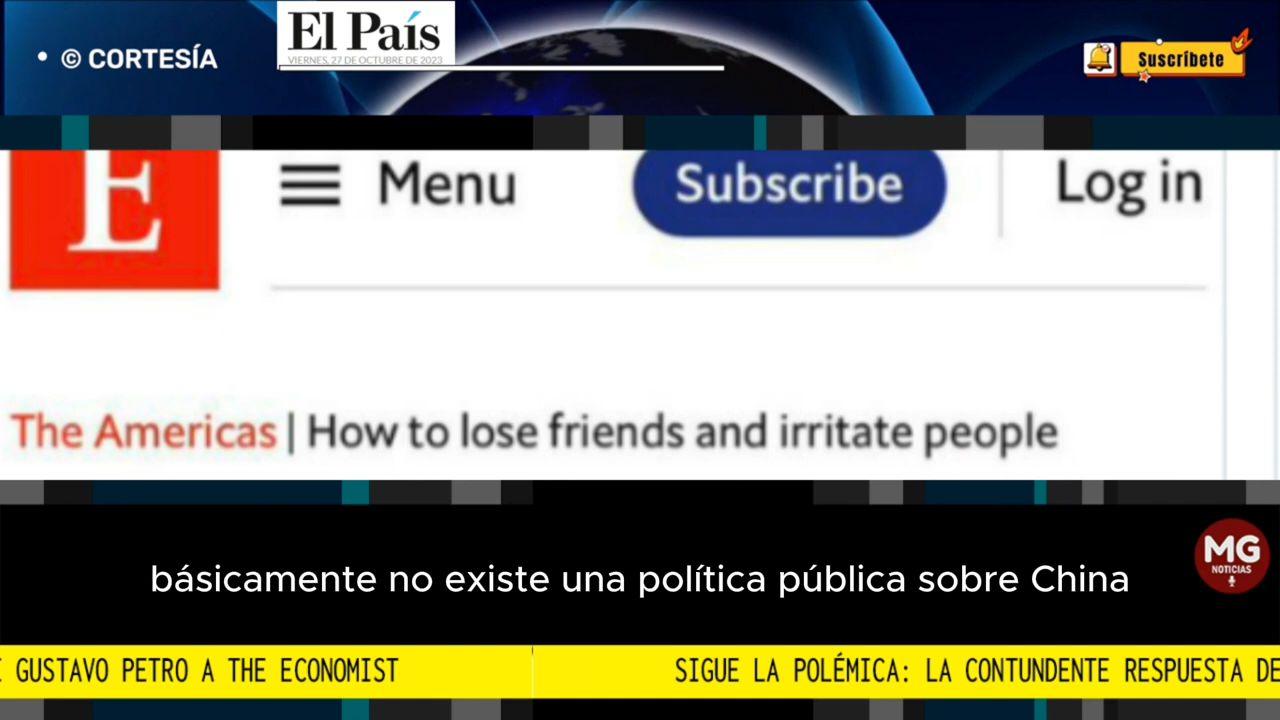 • © CORTESÍA
El País
VIERNES, 27 DE OCTUBRE DE 2023
Suscríbete
E
Menu
Subscribe
Log in
The Americas | How to lose friends and irritate people
básicamente no existe una política pública sobre China
MG
NOTICIAS
GUSTAVO PETRO A THE ECONOMIST SIGUE LA POLÉMICA: LA CONTUNDENTE RESPUESTA DE